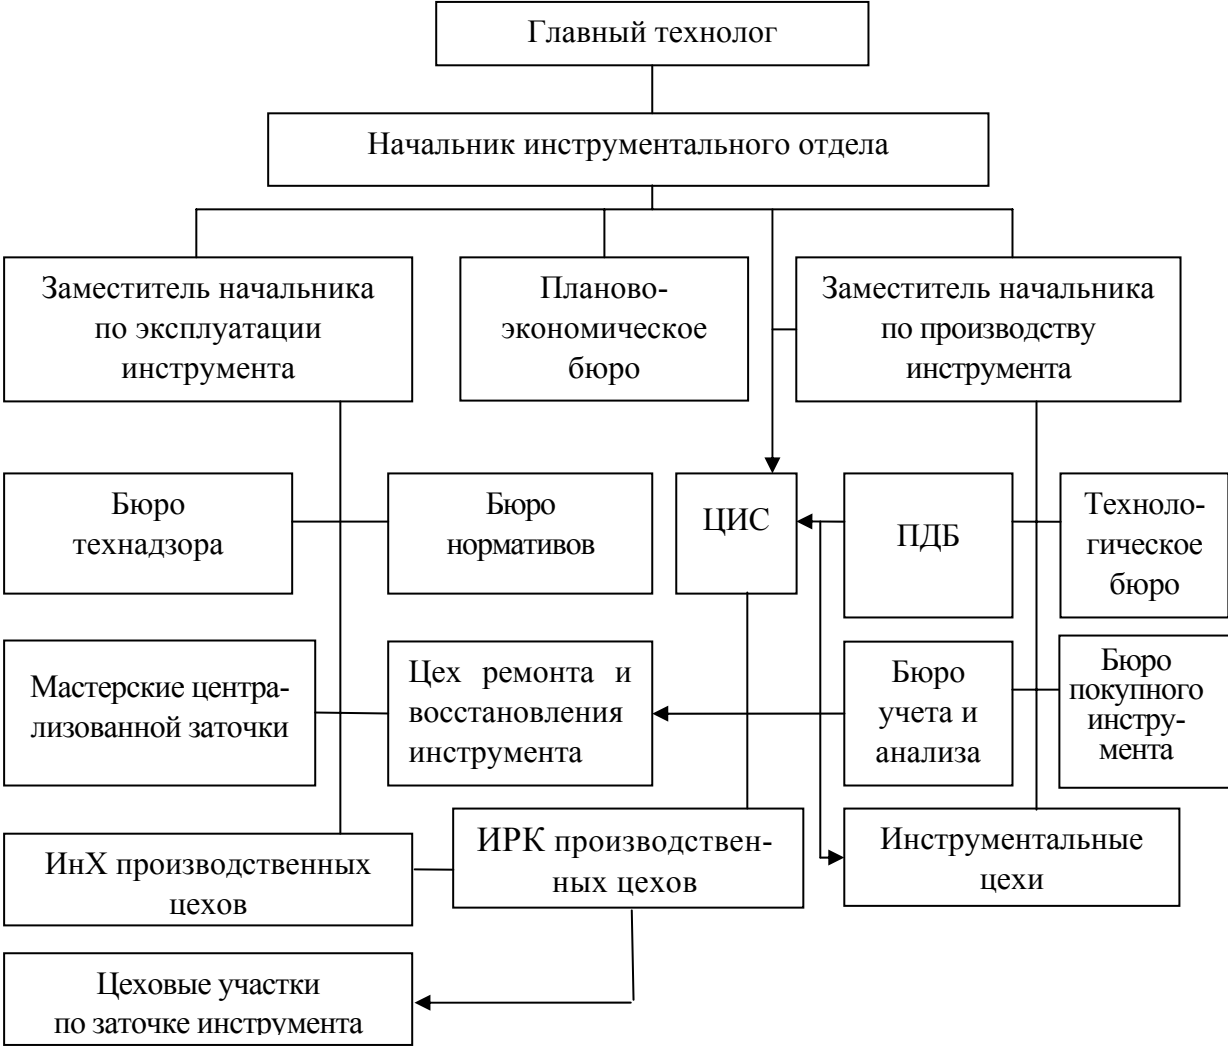 Главный технолог
Начальник инструментального отдела
Заместитель начальника
по эксплуатации
инструмента
Планово-
экономическое
бюро
Заместитель начальника
по производству
инструмента
Бюро
технадзора
Бюро
нормативов
ЦИС
ПДБ
Техноло-
гическое
бюро
Мастерские центра-
лизованной заточки
Цех ремонта и
восстановления
инструмента
Бюро
учета и
анализа
Бюро
покупного
инстру-
мента
ИнХ производственных
цехов
ИРК производствен-
ных цехов
Инструментальные
цехи
Цеховые участки
по заточке инструмента